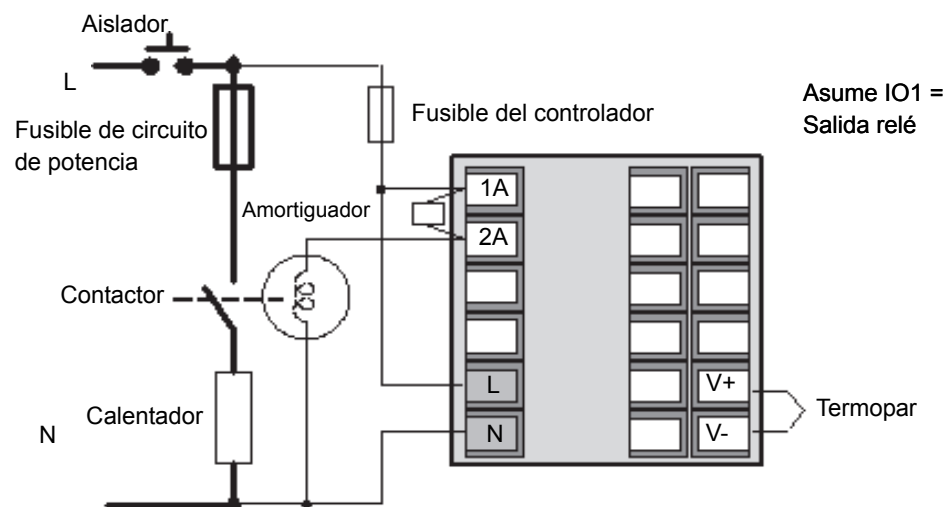 Aislador
L
Fusible de circuito
de potencia
Fusible del controlador
Asume IO1 =
Salida relé
Amortiguador
1A
2A
Contactor
Calentador
N
L
N
V+
V-
Termopar